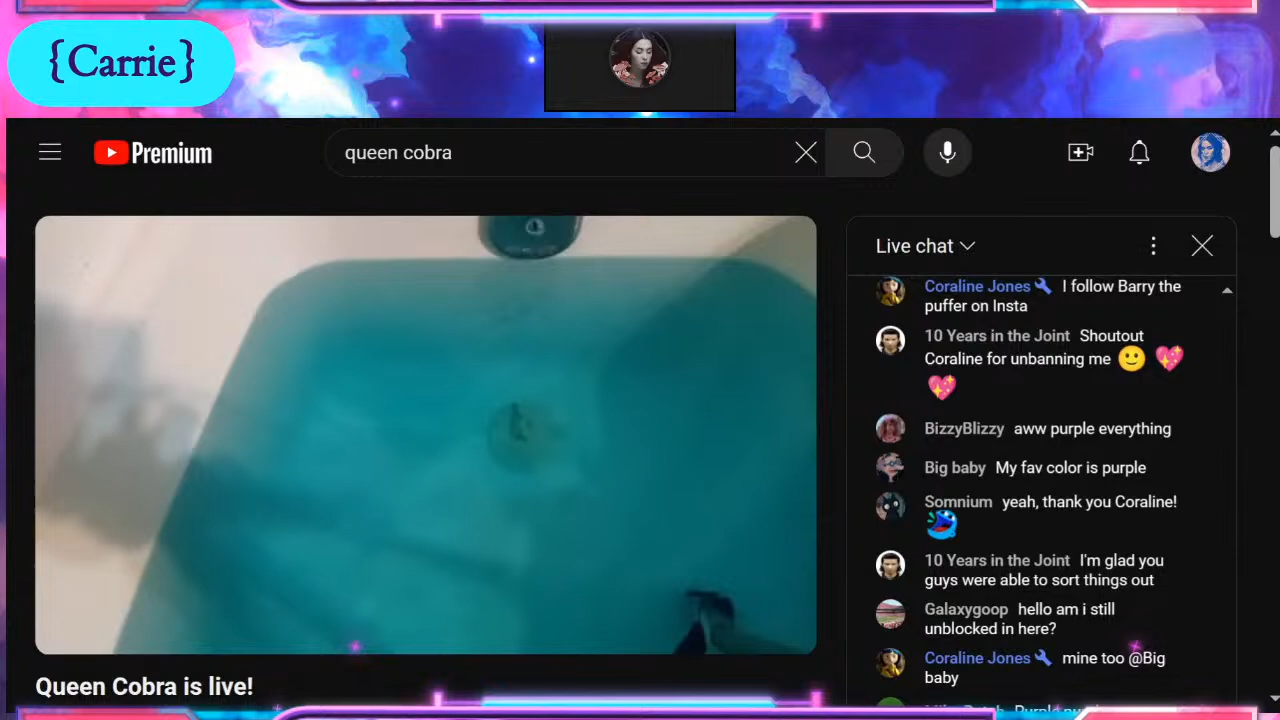 {Carrie}
Premium
queen cobra
Live chat
Coraline Jones I follow Barry the
puffer on Insta
10 Years in the Joint Shoutout
Coraline for unbanning me
BizzyBlizzy aww purple everything
Big baby My fav color is purple
Somnium yeah, thank you Coraline!
10 Years in the Joint I'm glad you
guys were able to sort things out
Galaxygoop hello am i still
unblocked in here?
Coraline Jones mine too @Big
baby
Queen Cobra is live!